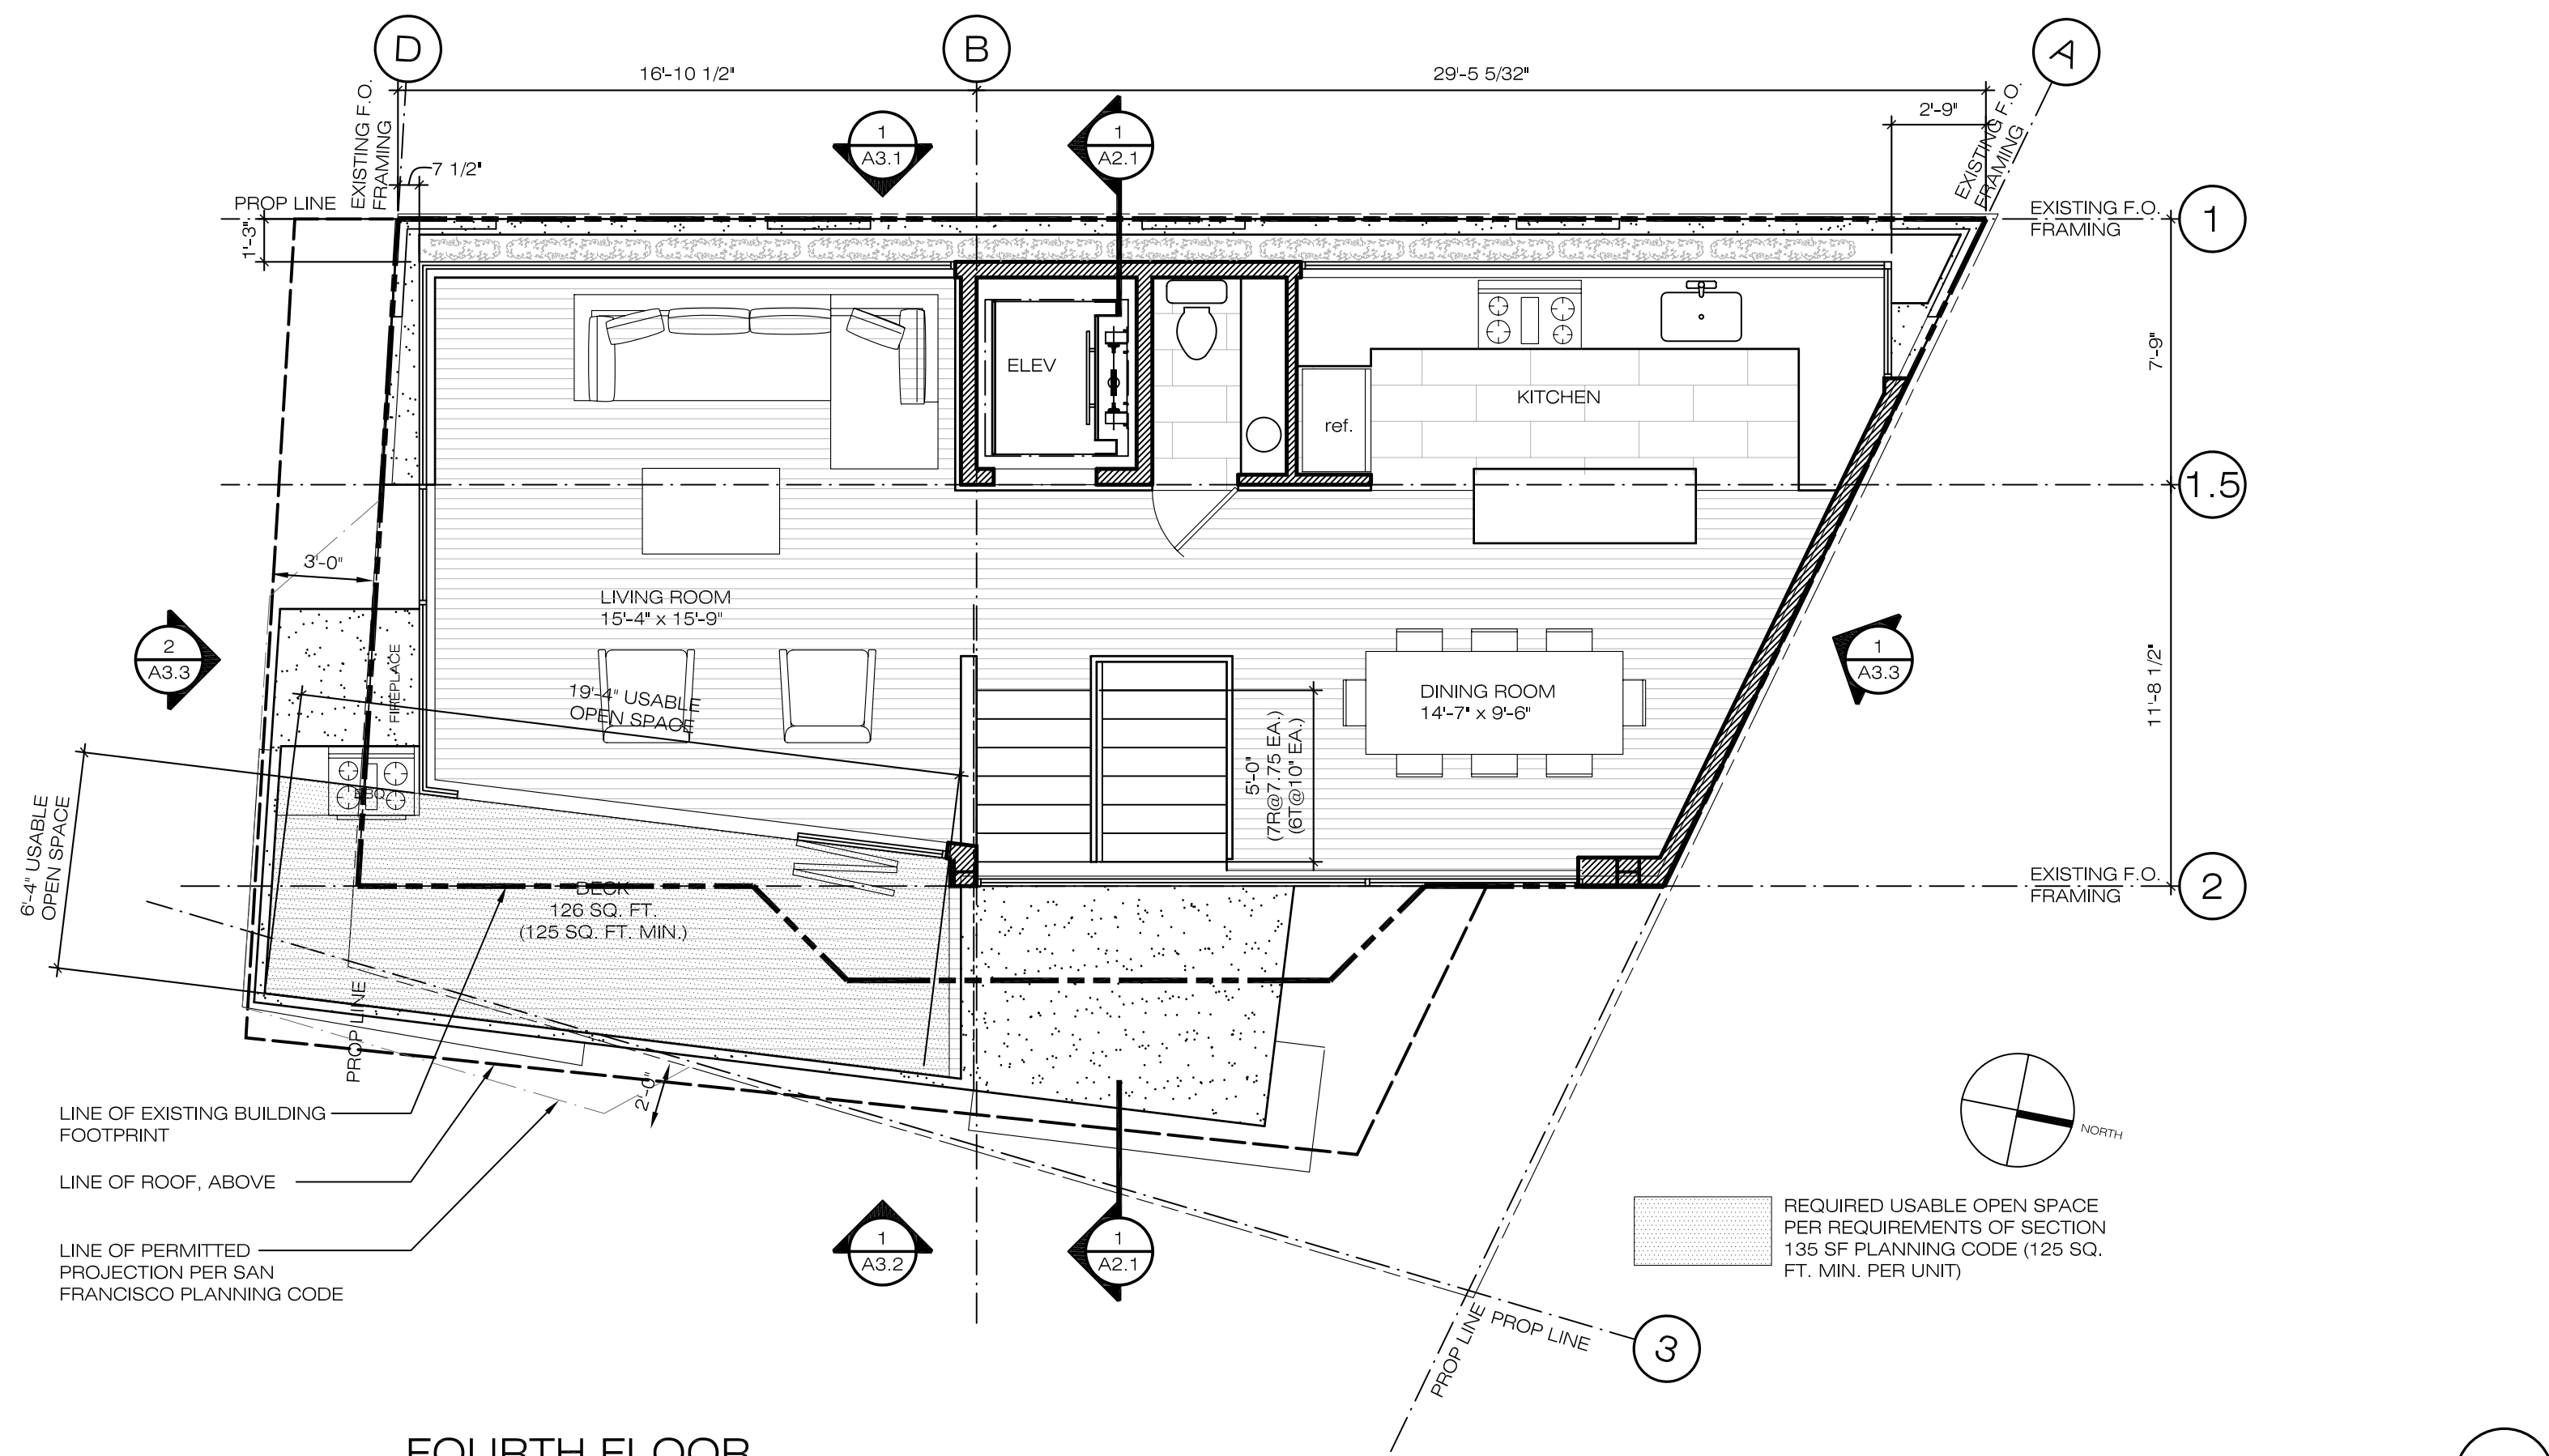 D
B
A
16'-10 1/2"
29'-5 5/32"
2'-9"
EXISTING F.O.
FRAMING
7 1/2"
1
A3.1
1
A2.1
EXISTING F.O.
FRAMING
PROP LINE
1'-3"
EXISTING F.O.
FRAMING
1
7'-9"
ELEV
KITCHEN
ref.
1.5
3'-0"
LIVING ROOM
15'-4" x 15'-9"
2
A3.3
FIREPLACE
19'-4" USABLE
OPEN SPACE
DINING ROOM
14'-7" x 9'-6"
1
A3.3
11'-8 1/2"
5'-0"
(7R@7.75 EA.)
(6T@10" EA.)
BBQ
6'-4" USABLE
OPEN SPACE
DECK
126 SQ. FT.
(125 SQ. FT. MIN.)
EXISTING F.O.
FRAMING
2
PROP LINE
2'-0"
LINE OF EXISTING BUILDING
FOOTPRINT
LINE OF ROOF, ABOVE
LINE OF PERMITTED
PROJECTION PER SAN
FRANCISCO PLANNING CODE
1
A3.2
1
A2.1
NORTH
REQUIRED USABLE OPEN SPACE
PER REQUIREMENTS OF SECTION
135 SF PLANNING CODE (125 SQ.
FT. MIN. PER UNIT)
PROP LINE
PROP LINE
3
FOURTH FLOOR